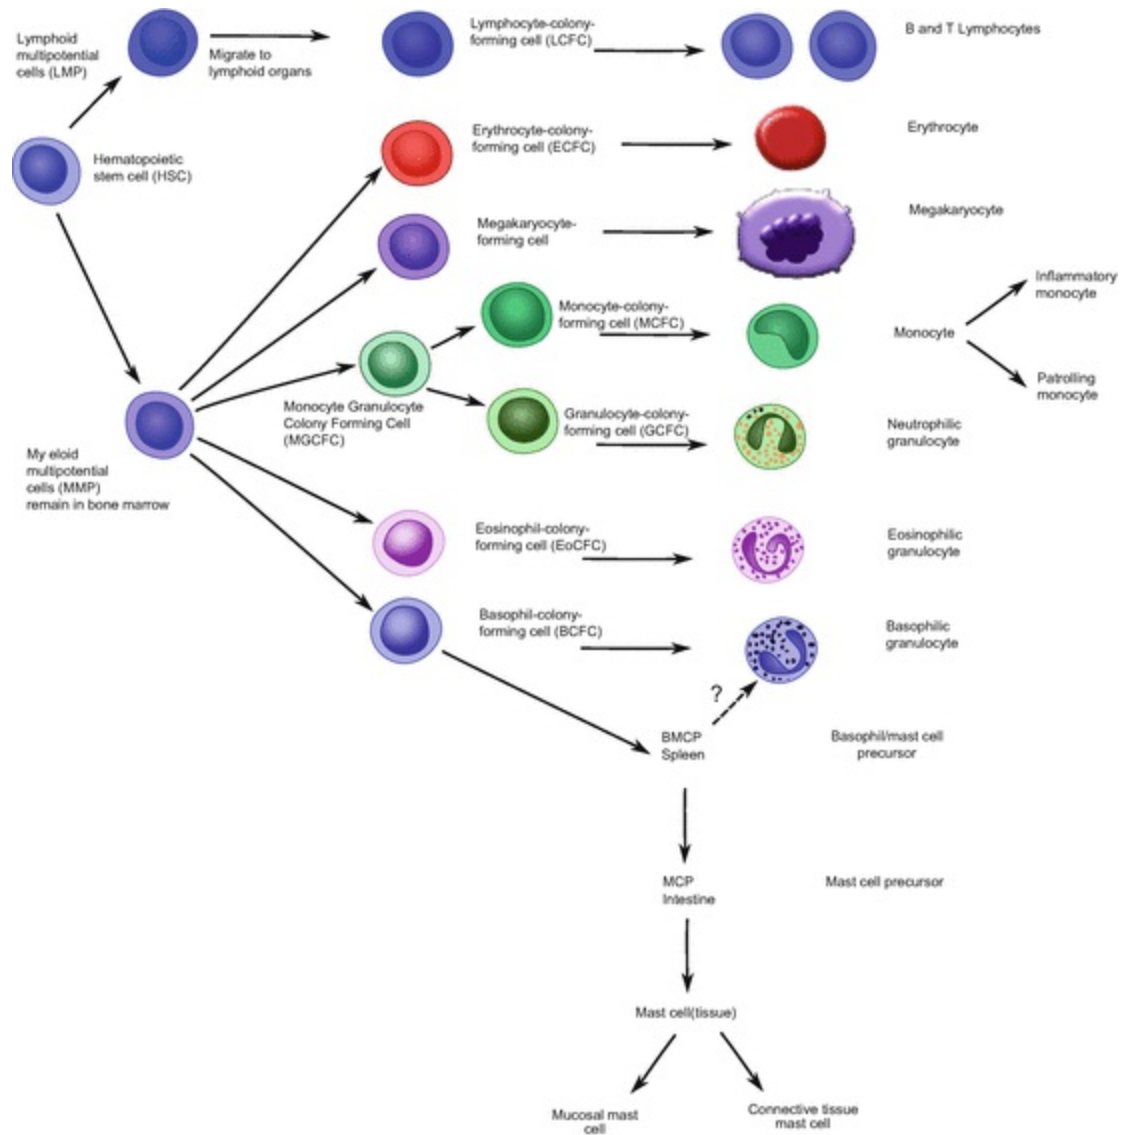 Lymphoid
multipotential
cells (LMP)
Migrate to
lymphoid organs
Lymphocyte-colony-
forming cell (LCFC)
B and T Lymphocytes
Hematopoietic
stem cell (HSC)
Erythrocyte-colony-
forming cell (ECFC)
Erythrocyte
Megakaryocyte-
forming cell
Megakaryocyte
Monocyte-colony-
forming cell (MCFC)
Monocyte
Inflammatory
monocyte
Patrolling
monocyte
Monocyte Granulocyte
Colony Forming Cell
(MGCFC)
Granulocyte-colony-
forming cell (GCFC)
Neutrophilic
granulocyte
My eloid
multipotential
cells (MMP)
remain in bone marrow
Eosinophil-colony-
forming cell (EoCFC)
Eosinophilic
granulocyte
Basophil-colony-
forming cell (BCFC)
Basophilic
granulocyte
?
BMCP
Spleen
Basophil/mast cell
precursor
MCP
Intestine
Mast cell precursor
Mast cell(tissue)
Mucosal mast
cell
Connective tissue
mast cell